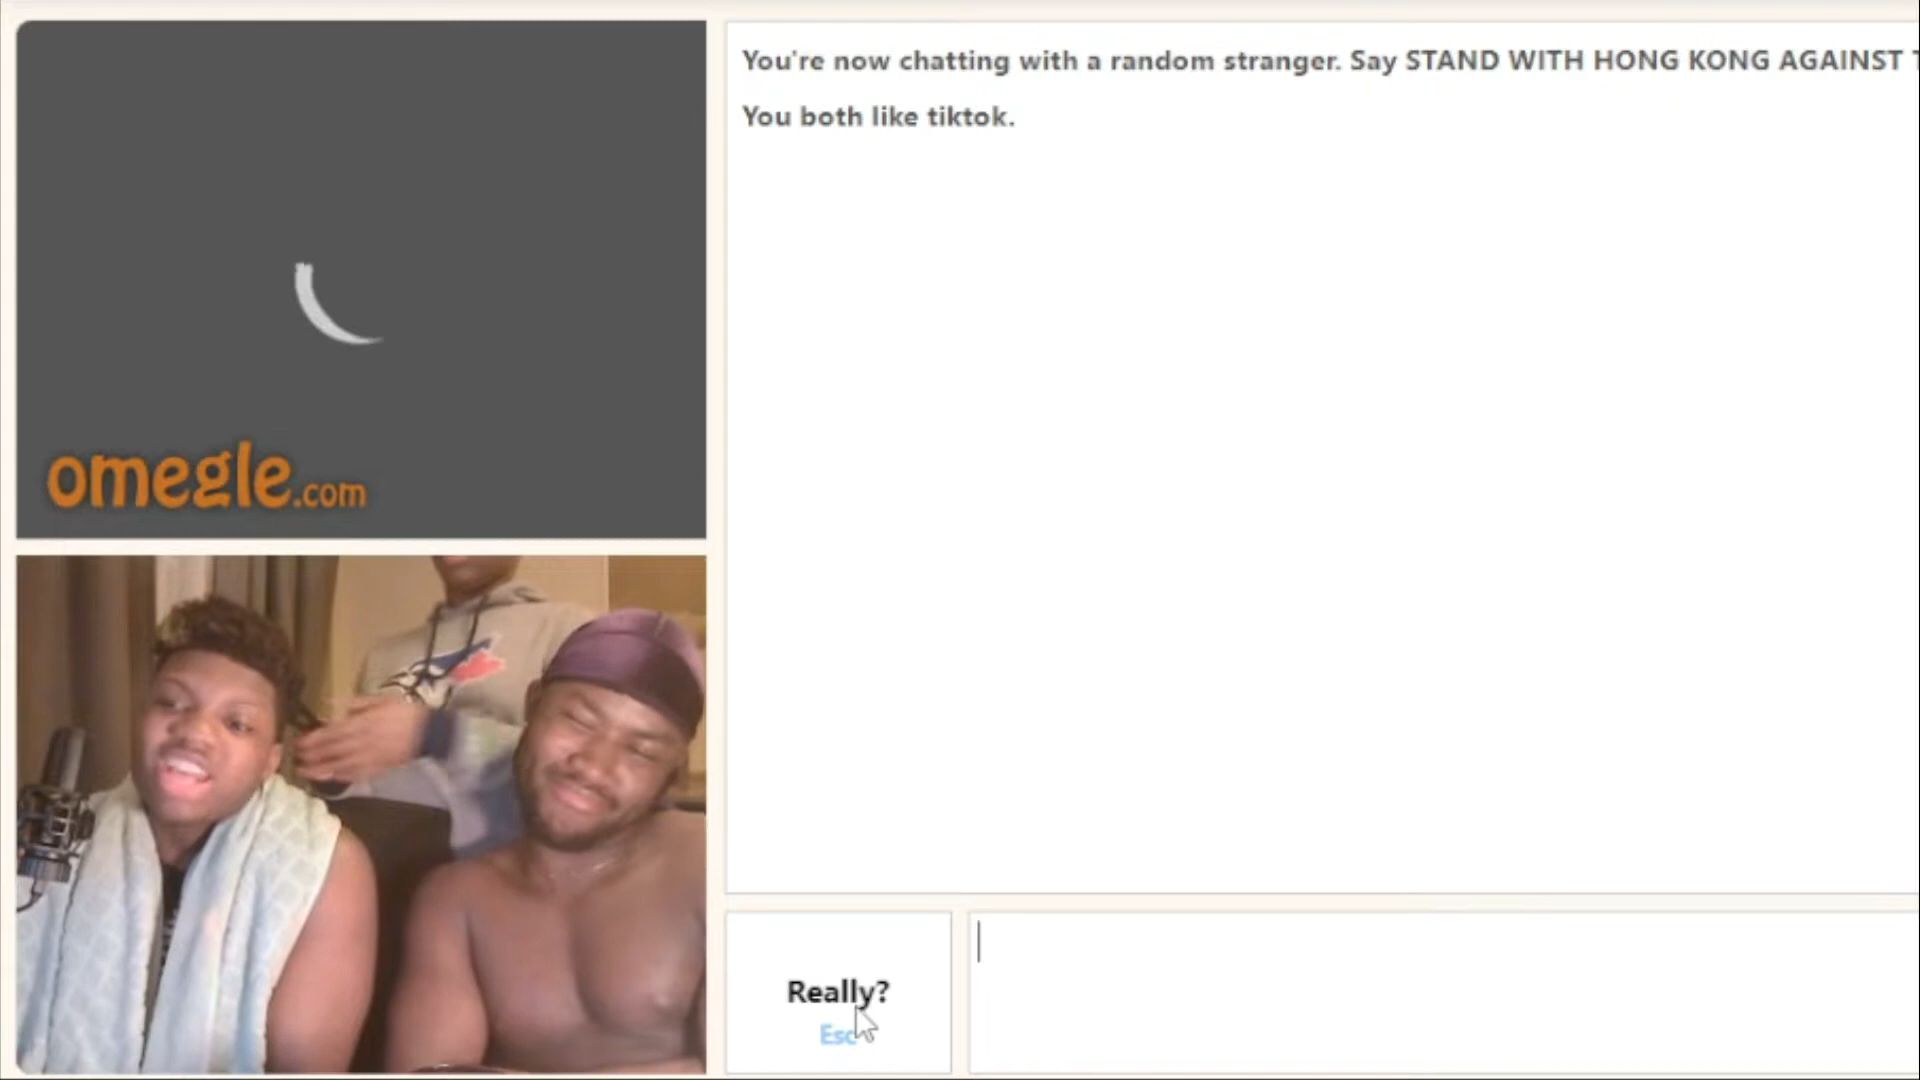 You're now chatting with a random stranger. Say STAND WITH HONG KONG AGAINST
You both like tiktok.
omegle.com
Really?
Esc